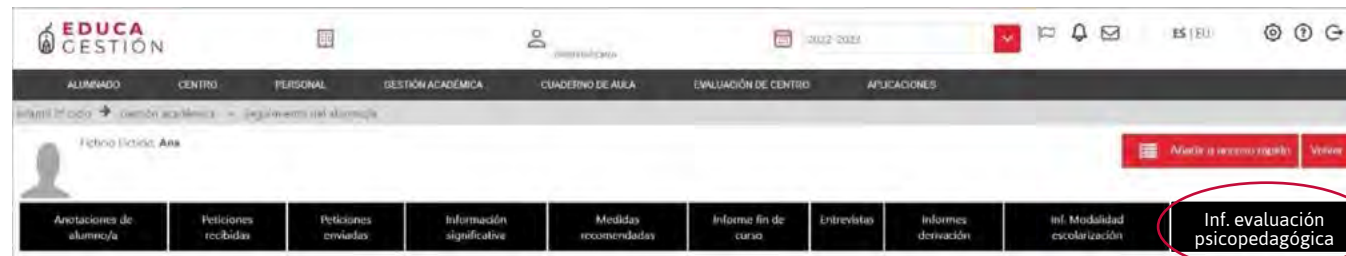 EDUCA
GESTIÓN
2022-2023
ES | EU
ALUMNADO CENTRO PERSONAL GESTIÓN ACADÉMICA CUADERNO DE AULA EVALUACIÓN DE CENTRO APLICACIONES
Infantil 2º ciclo → Gestión académica → Seguimiento del alumno/a
Ficticio Ficticio, Ana
Añadir a acceso rápido Volver
Anotaciones de alumno/a
Peticiones recibidas
Peticiones enviadas
Información significativa
Medidas recomendadas
Informe fin de curso
Entrevistas
Informes derivación
Inf. Modalidad escolarización
Inf. evaluación
psicopedagógica